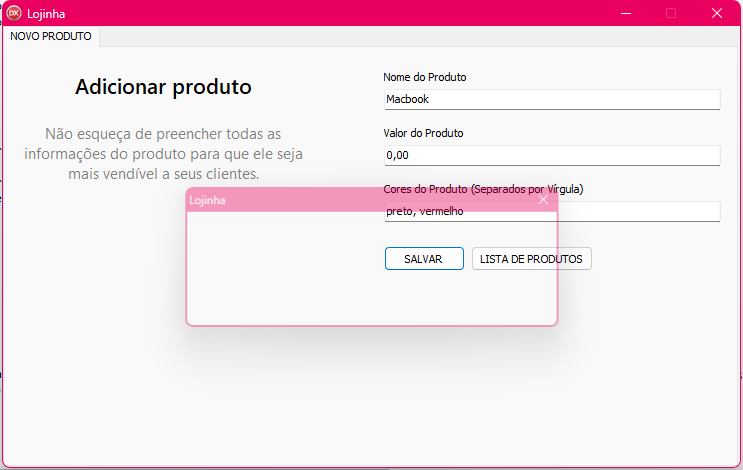 Lojinha
NOVO PRODUTO
Adicionar produto
Não esqueça de preencher todas as
informações do produto para que ele seja
mais vendível a seus clientes.
Nome do Produto
Macbook
Valor do Produto
0,00
Cores do Produto (Separados por Vírgula)
preto, vermelho
SALVAR
LISTA DE PRODUTOS
Lojinha